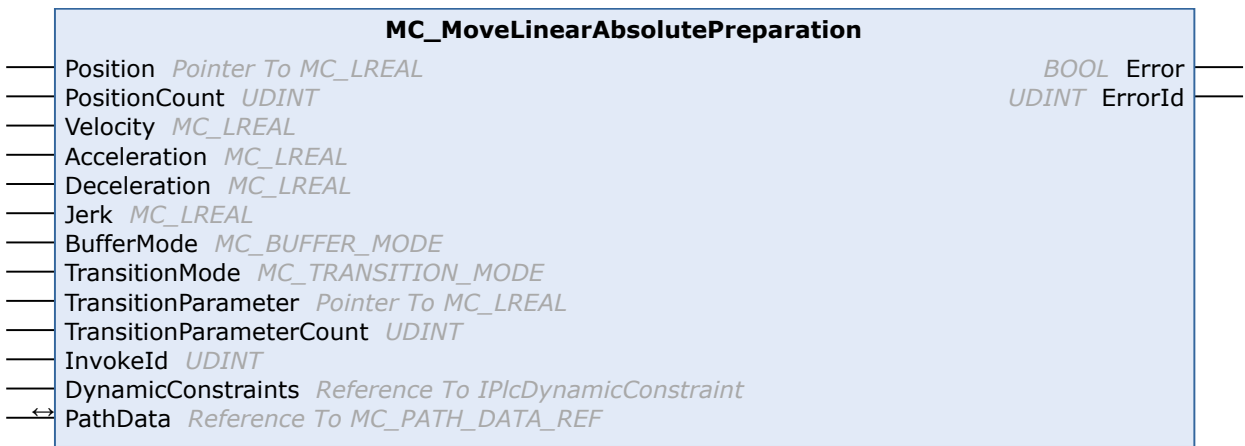 MC_MoveLinearAbsolutePreparation
Position Pointer To MC_LREAL BOOL Error
PositionCount UDINT UDINT ErrorId
Velocity MC_LREAL
Acceleration MC_LREAL
Deceleration MC_LREAL
Jerk MC_LREAL
BufferMode MC_BUFFER_MODE
TransitionMode MC_TRANSITION_MODE
TransitionParameter Pointer To MC_LREAL
TransitionParameterCount UDINT
InvokeId UDINT
DynamicConstraints Reference To IPlcDynamicConstraint
↔ PathData Reference To MC_PATH_DATA_REF